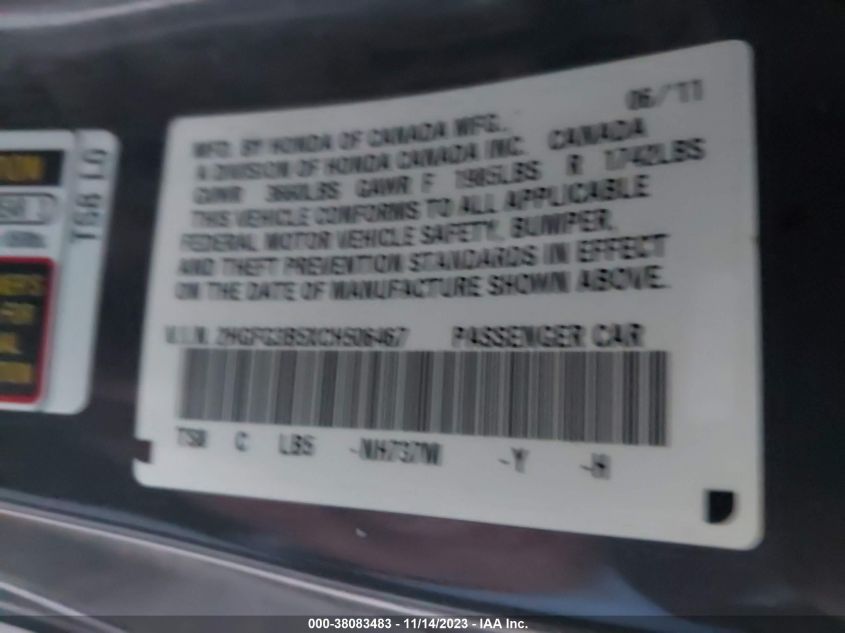 06/11
MFD. BY HONDA OF CANADA MFG.,
A DIVISION OF HONDA CANADA INC. CANADA
GVWR 3660LBS GAWR F 1985LBS R 1742LBS
THIS VEHICLE CONFORMS TO ALL APPLICABLE
FEDERAL MOTOR VEHICLE SAFETY, BUMPER,
AND THEFT PREVENTION STANDARDS IN EFFECT
ON THE DATE OF MANUFACTURE SHOWN ABOVE.
V.I.N. 2HGFG3B5XCH506467 PASSENGER CAR
C LBS -NH737M -Y -H
000-38083483 - 11/14/2023 - IAA Inc.